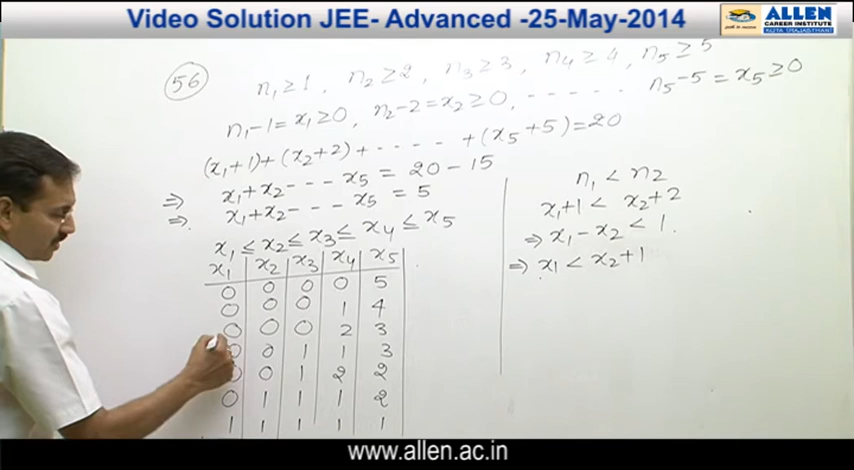 Video Solution JEE- Advanced -25-May-2014
ALLEN
CAREER INSTITUTE
KOTA (RAJASTHAN)
56
n₁ ≥ 1, n₂ ≥ 2, n₃ ≥ 3, n₄ ≥ 4, n₅ ≥ 5
n₁-1 = x₁ ≥ 0, n₂-2 = x₂ ≥ 0, ----- n₅-5 = x₅ ≥ 0
(x₁+1)+(x₂+2)+ ---- +(x₅+5) = 20
⇒ x₁+x₂ --- x₅ = 20-15
⇒ x₁+x₂ --- x₅ = 5
x₁ ≤ x₂ ≤ x₃ ≤ x₄ ≤ x₅
x₁ x₂ x₃ x₄ x₅
0 0 0 0 5
0 0 0 1 4
0 0 0 2 3
0 0 1 1 3
0 0 1 2 2
0 1 1 1 2
1 1 1 1 1
n₁ < n₂
x₁+1 < x₂+2
⇒ x₁-x₂ < 1.
⇒ x₁ < x₂+1
www.allen.ac.in